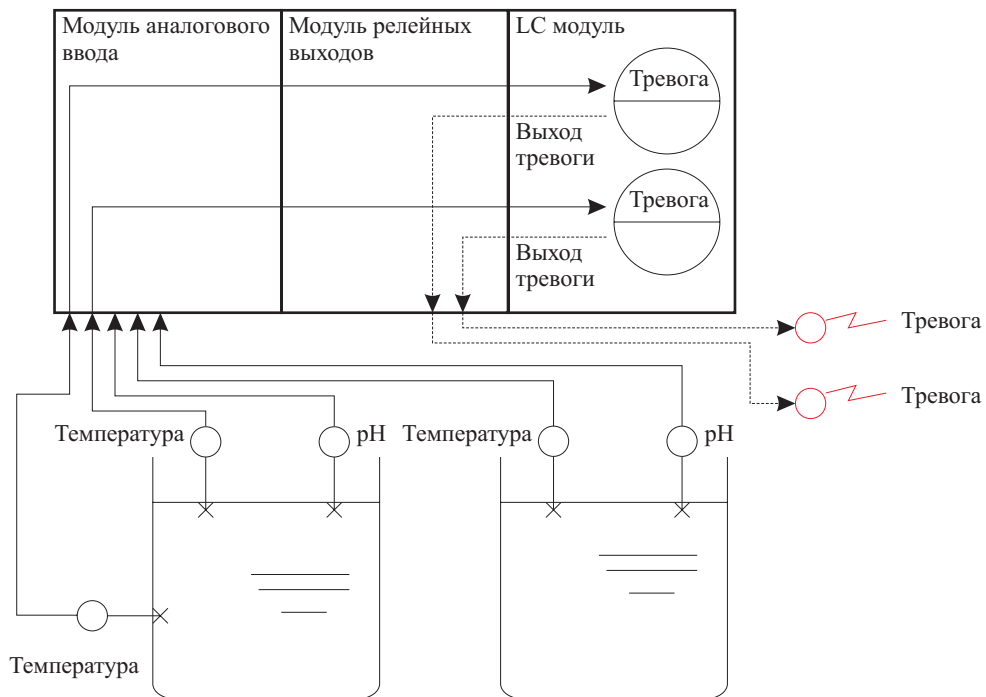 Модуль аналогового
ввода
Модуль релейных
выходов
LC модуль
Тревога
Выход
тревоги
Тревога
Выход
тревоги
Тревога
Тревога
Температура
pH
Температура
pH
Температура